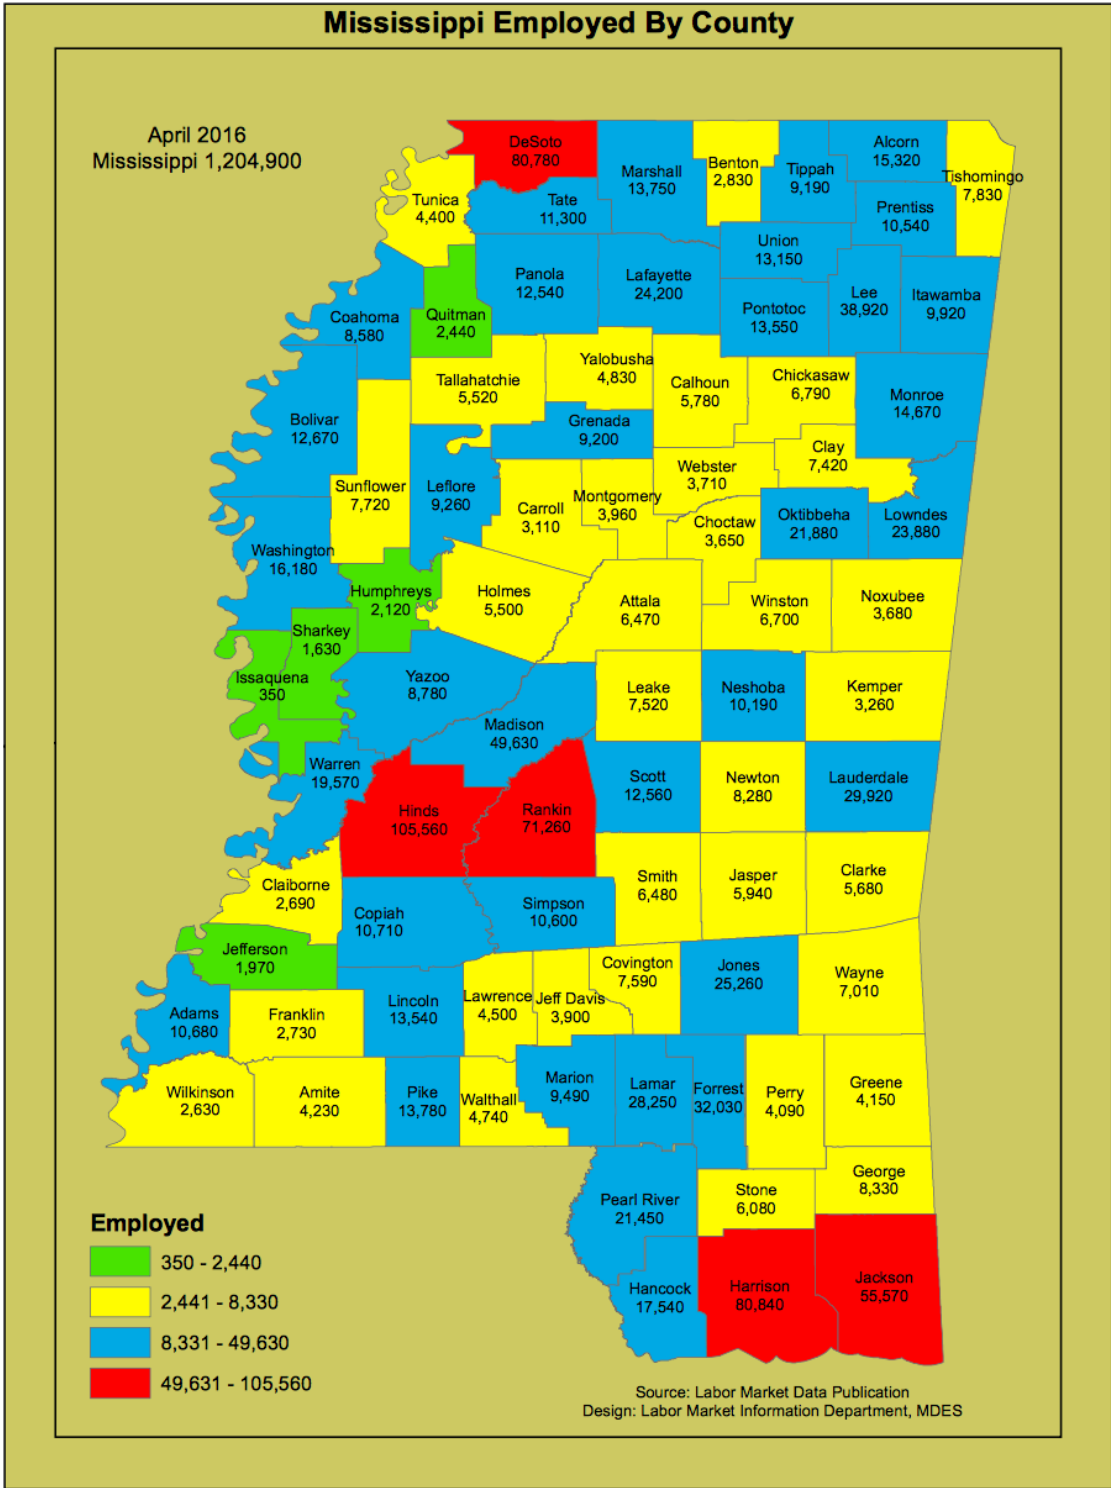 Mississippi Employed By County
April 2016
Mississippi 1,204,900
DeSoto
80,780
Marshall
13,750
Benton
2,830
Tippah
9,190
Alcorn
15,320
Tishomingo
7,830
Tunica
4,400
Tate
11,300
Prentiss
10,540
Union
13,150
Panola
12,540
Lafayette
24,200
Pontotoc
13,550
Lee
38,920
Itawamba
9,920
Coahoma
8,580
Quitman
2,440
Tallahatchie
5,520
Yalobusha
4,830
Calhoun
5,780
Chickasaw
6,790
Monroe
14,670
Bolivar
12,670
Grenada
9,200
Clay
7,420
Sunflower
7,720
Leflore
9,260
Carroll
3,110
Montgomery
3,960
Webster
3,710
Choctaw
3,650
Oktibbeha
21,880
Lowndes
23,880
Washington
16,180
Humphreys
2,120
Holmes
5,500
Attala
6,470
Winston
6,700
Noxubee
3,680
Sharkey
1,630
Issaquena
350
Yazoo
8,780
Madison
49,630
Leake
7,520
Neshoba
10,190
Kemper
3,260
Warren
19,570
Hinds
105,560
Rankin
71,260
Scott
12,560
Newton
8,280
Lauderdale
29,920
Claiborne
2,690
Copiah
10,710
Simpson
10,600
Smith
6,480
Jasper
5,940
Clarke
5,680
Jefferson
1,970
Adams
10,680
Franklin
2,730
Lincoln
13,540
Lawrence
4,500
Jeff Davis
3,900
Covington
7,590
Jones
25,260
Wayne
7,010
Wilkinson
2,630
Amite
4,230
Pike
13,780
Walthall
4,740
Marion
9,490
Lamar
28,250
Forrest
32,030
Perry
4,090
Greene
4,150
Pearl River
21,450
Stone
6,080
George
8,330
Hancock
17,540
Harrison
80,840
Jackson
55,570
Employed
350 - 2,440
2,441 - 8,330
8,331 - 49,630
49,631 - 105,560
Source: Labor Market Data Publication
Design: Labor Market Information Department, MDES